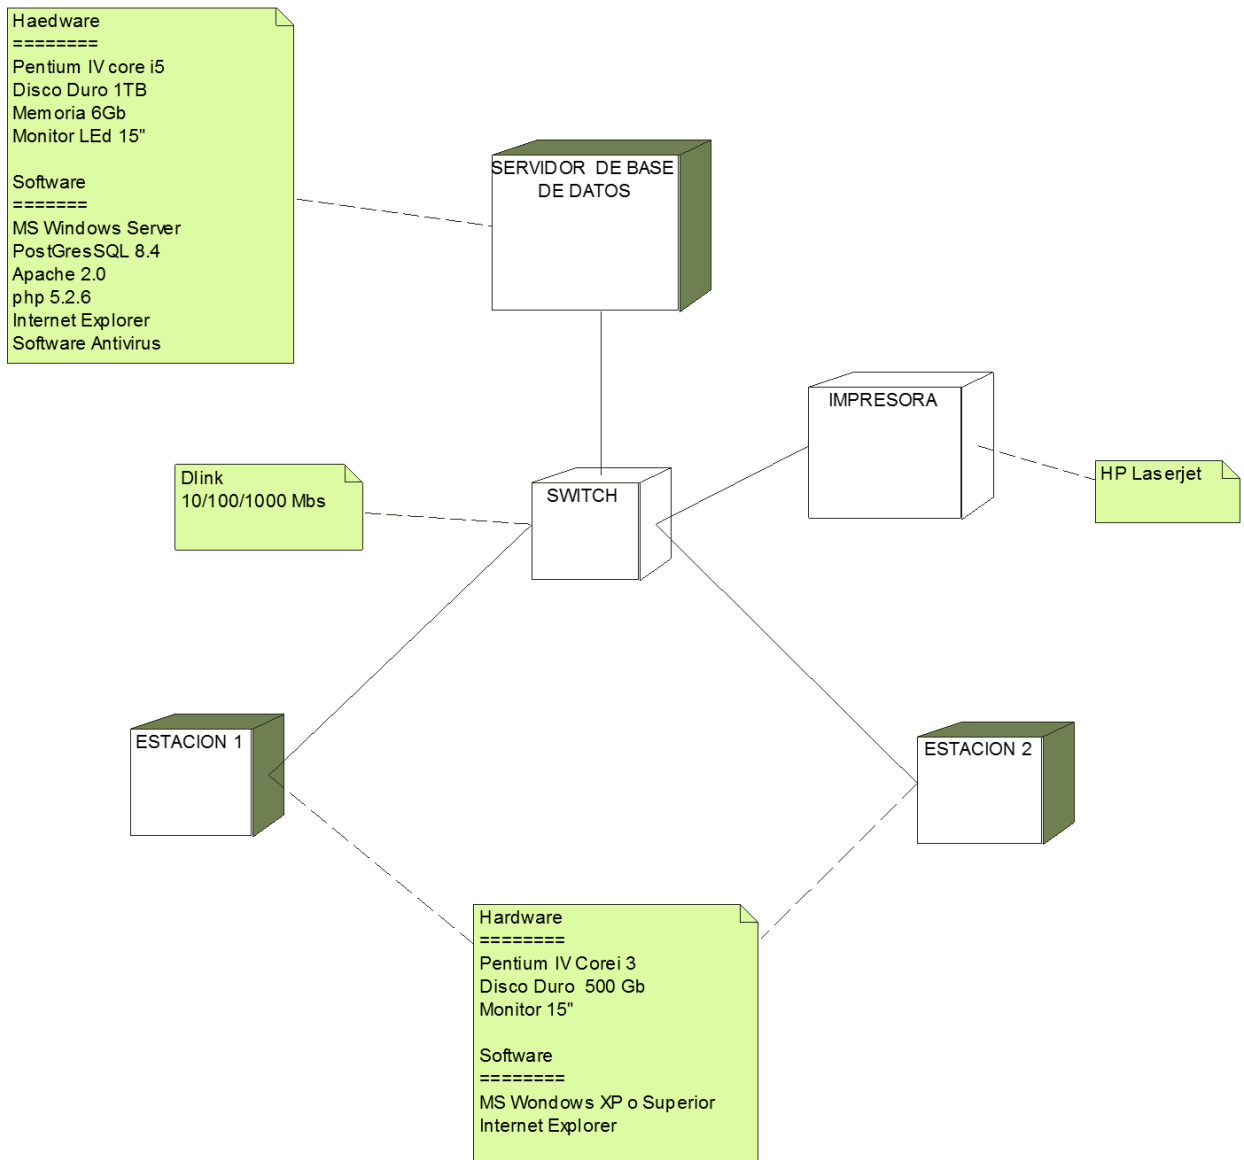 Haedware
========
Pentium IV core i5
Disco Duro 1TB
Memoria 6Gb
Monitor LEd 15"
Software
=======
MS Windows Server
PostGresSQL 8.4
Apache 2.0
php 5.2.6
Internet Explorer
Software Antivirus
SERVIDOR DE BASE
DE DATOS
IMPRESORA
HP Laserjet
Dlink
10/100/1000 Mbs
SWITCH
ESTACION 1
ESTACION 2
Hardware
========
Pentium IV Corei 3
Disco Duro 500 Gb
Monitor 15"
Software
========
MS Wondows XP o Superior
Internet Explorer